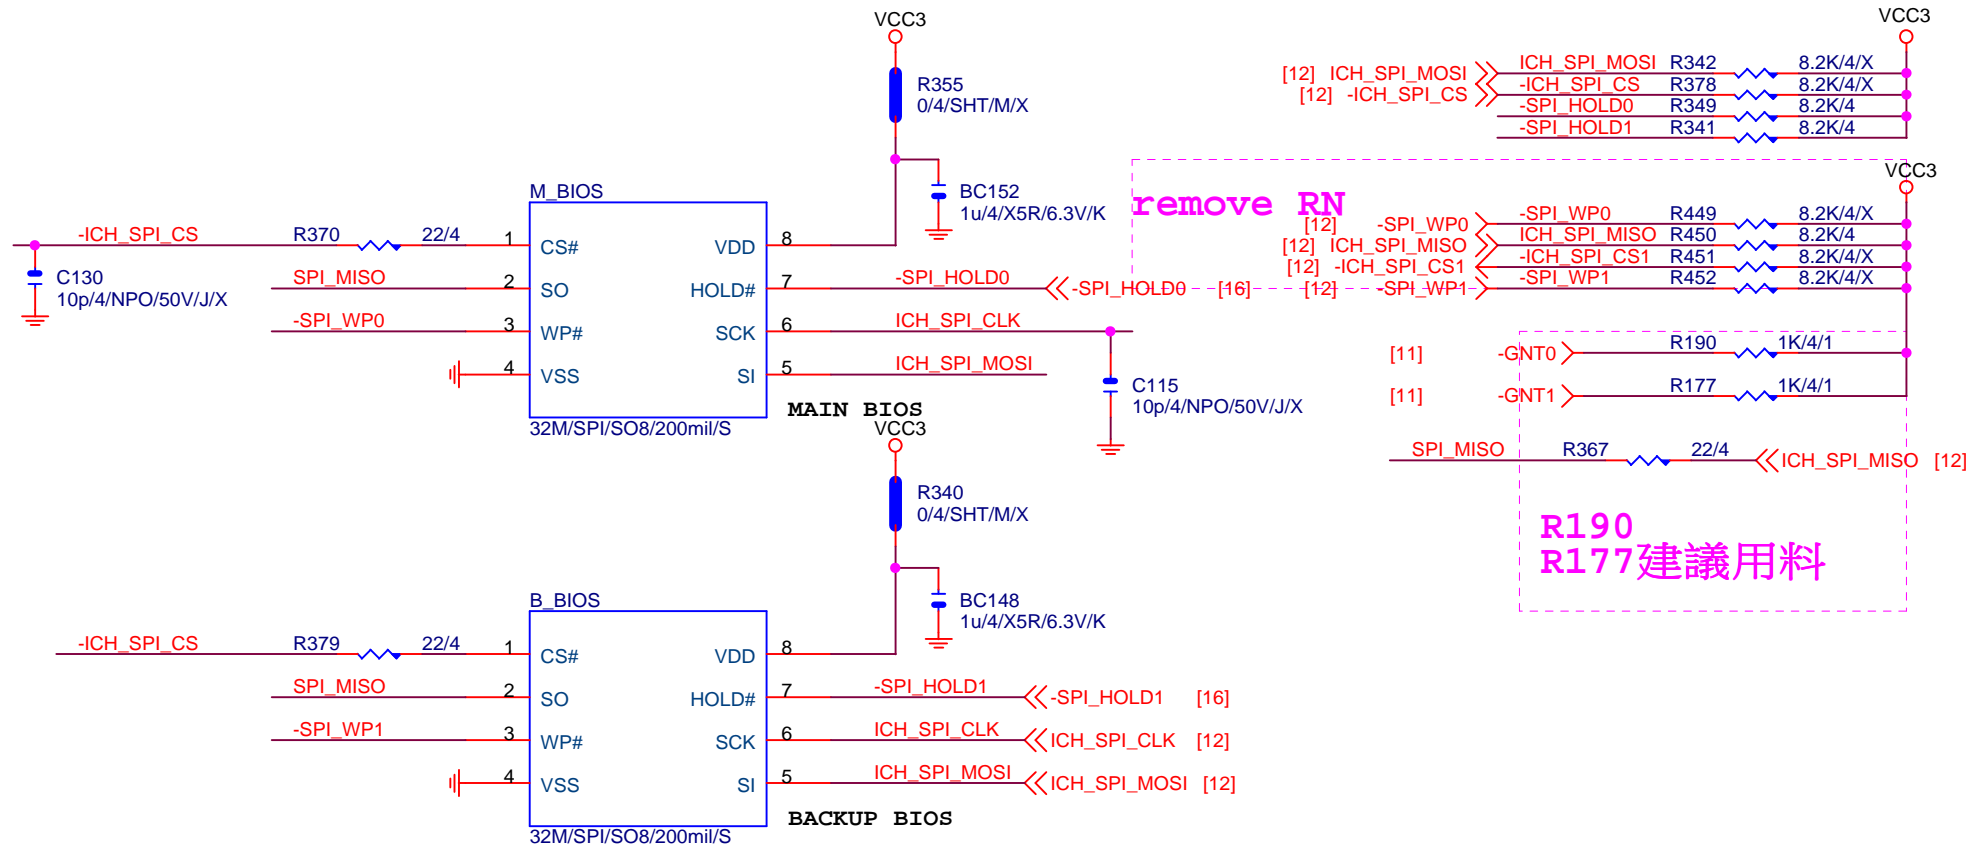 VCC3
R355
0/4/SHT/M/X
BC152
1u/4/X5R/6.3V/K
M_BIOS
-ICH_SPI_CS R370 22/4 1 CS# VDD 8
C130
10p/4/NPO/50V/J/X
SPI_MISO 2 SO HOLD# 7 -SPI_HOLD0 -SPI_HOLD0 [16]
-SPI_WP0 3 WP# SCK 6 ICH_SPI_CLK
4 VSS SI 5 ICH_SPI_MOSI
C115
10p/4/NPO/50V/J/X
MAIN BIOS
32M/SPI/SO8/200mil/S
VCC3
R340
0/4/SHT/M/X
BC148
1u/4/X5R/6.3V/K
B_BIOS
-ICH_SPI_CS R379 22/4 1 CS# VDD 8
SPI_MISO 2 SO HOLD# 7 -SPI_HOLD1 -SPI_HOLD1 [16]
-SPI_WP1 3 WP# SCK 6 ICH_SPI_CLK ICH_SPI_CLK [12]
4 VSS SI 5 ICH_SPI_MOSI ICH_SPI_MOSI [12]
BACKUP BIOS
32M/SPI/SO8/200mil/S
VCC3
[12] ICH_SPI_MOSI ICH_SPI_MOSI R342 8.2K/4/X
[12] -ICH_SPI_CS -ICH_SPI_CS R378 8.2K/4/X
-SPI_HOLD0 R349 8.2K/4
-SPI_HOLD1 R341 8.2K/4
VCC3
remove RN
[12] -SPI_WP0 -SPI_WP0 R449 8.2K/4/X
[12] ICH_SPI_MISO ICH_SPI_MISO R450 8.2K/4
[12] -ICH_SPI_CS1 -ICH_SPI_CS1 R451 8.2K/4/X
[12] -SPI_WP1 -SPI_WP1 R452 8.2K/4/X
[11] -GNT0 R190 1K/4/1
[11] -GNT1 R177 1K/4/1
SPI_MISO R367 22/4 ICH_SPI_MISO [12]
R190
R177建議用料